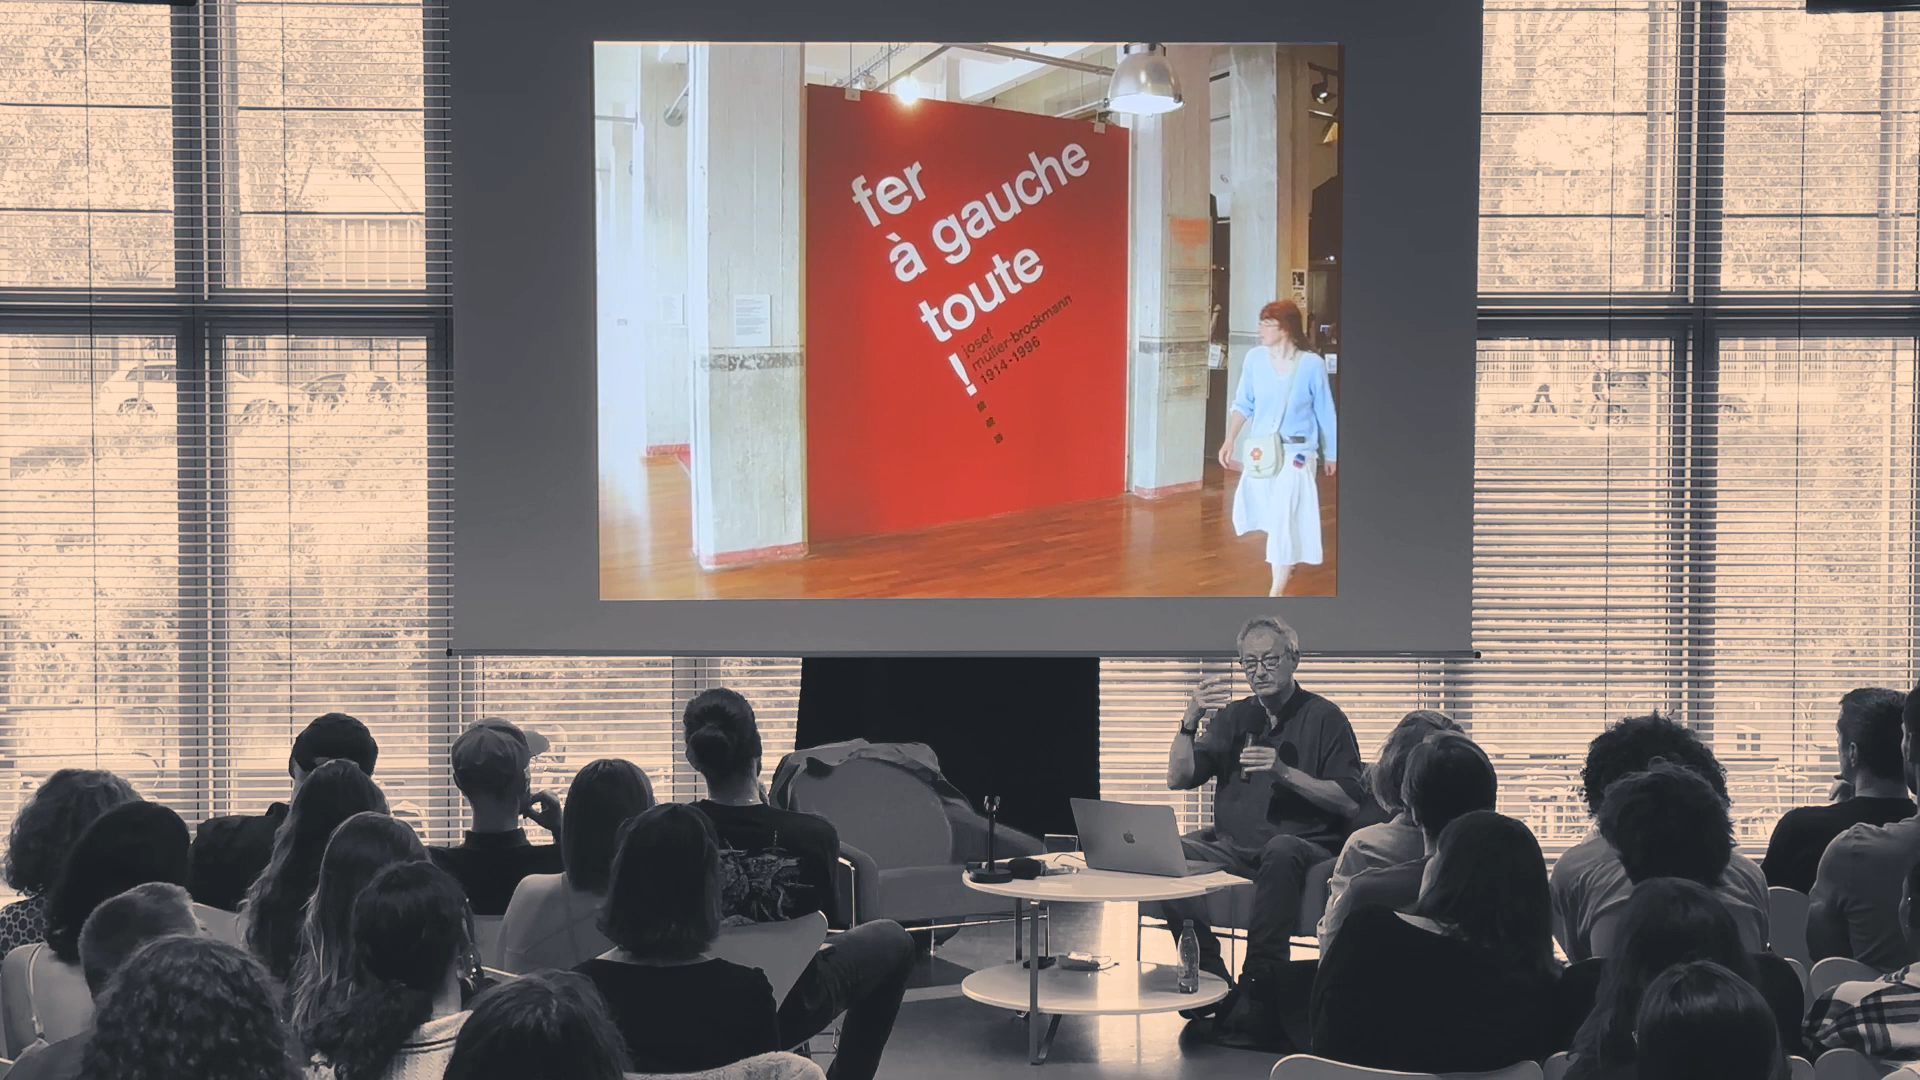 fer
à gauche
toute
!
josef
müller-brockmann
1914-1996